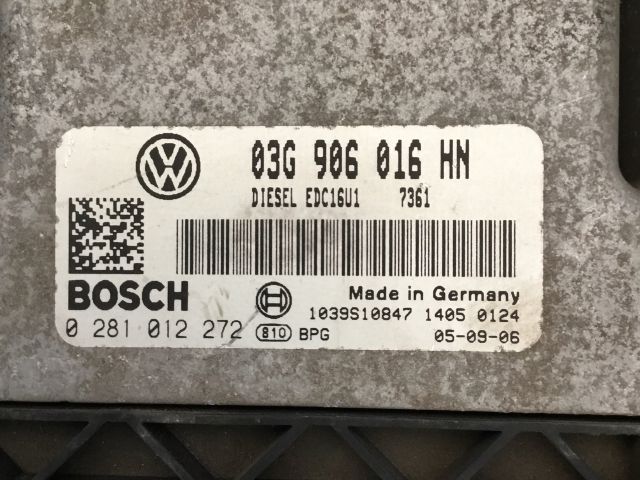 03G 906 016 HN
DIESEL EDC16U1 7361
BOSCH
Made in Germany
1039S10847 1405 0124
0 281 012 272 810 BPG 05-09-06